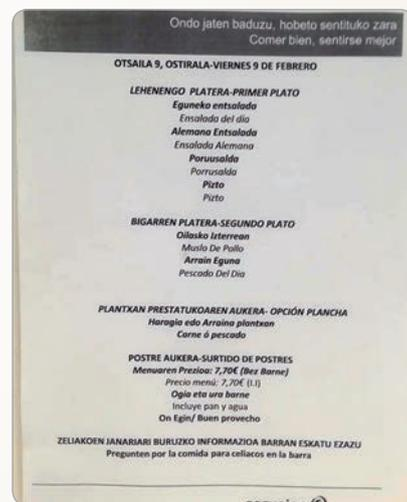 Ondo jaten baduzu, hobeto sentituko zara
Comer bien, sentirse mejor
OTSAILA 9, OSTIRALA-VIERNES 9 DE FEBRERO
LEHENENGO PLATERA-PRIMER PLATO
Eguneko entsalada
Ensalada del día
Alemana Entsalada
Ensalada Alemana
Poruusalda
Porrusalda
Pizto
Pizto
BIGARREN PLATERA-SEGUNDO PLATO
Oilasko Izterrean
Muslo De Pollo
Arrain Eguna
Pescado Del Dia
PLANTXAN PRESTATUKOAREN AUKERA- OPCIÓN PLANCHA
Haragia edo Arraina plantxan
Carne ó pescado
POSTRE AUKERA-SURTIDO DE POSTRES
Menuaren Prezioa: 7,70€ (Bez Barne)
Precio menú: 7,70€ (I.I)
Ogia eta ura barne
Incluye pan y agua
On Egin/ Buen provecho
ZELIAKOEN JANARIARI BURUZKO INFORMAZIOA BARRAN ESKATU EZAZU
Pregunten por la comida para celiacos en la barra